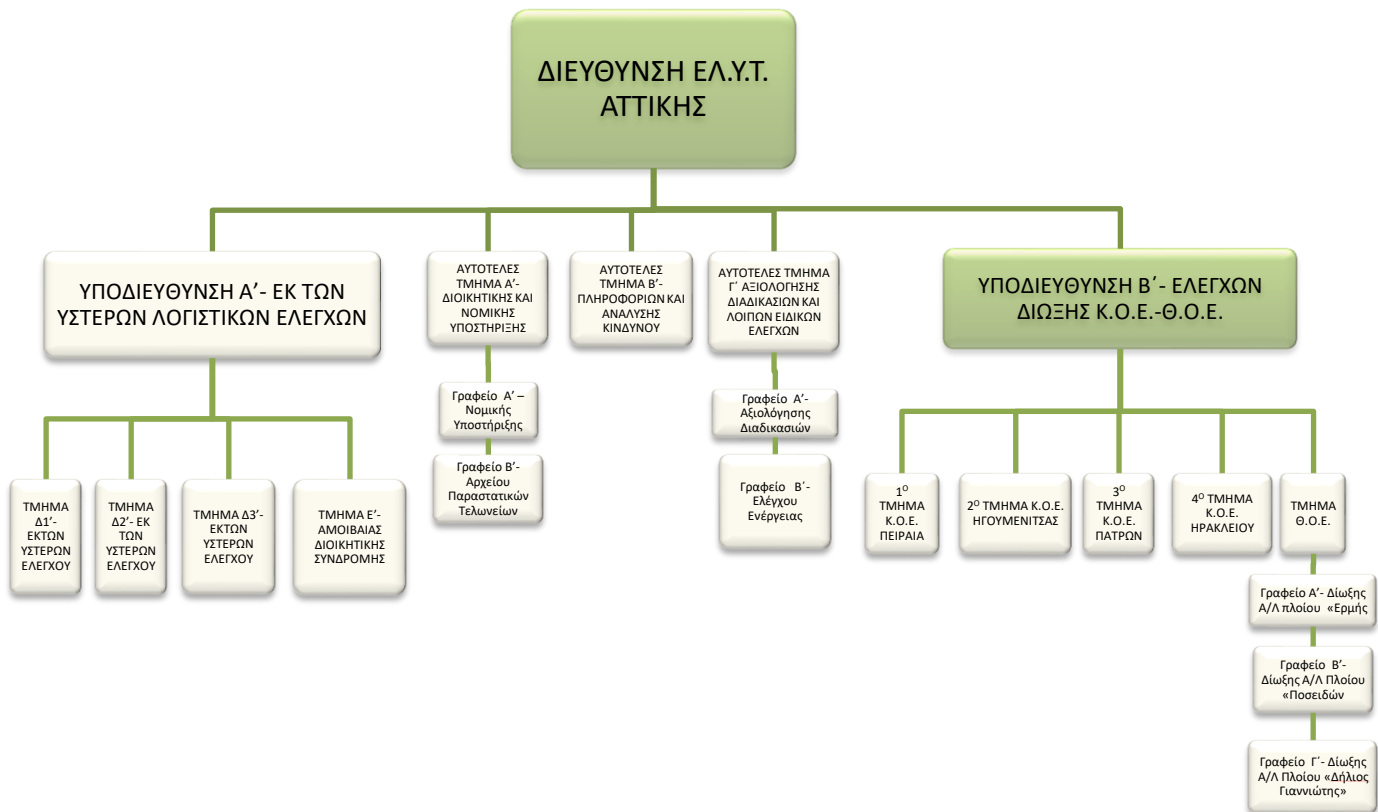 ΔΙΕΥΘΥΝΣΗ ΕΛ.Υ.Τ.
ΑΤΤΙΚΗΣ
ΥΠΟΔΙΕΥΘΥΝΣΗ Α’- ΕΚ ΤΩΝ
ΥΣΤΕΡΩΝ ΛΟΓΙΣΤΙΚΩΝ ΕΛΕΓΧΩΝ
ΑΥΤΟΤΕΛΕΣ
ΤΜΗΜΑ Α’-
ΔΙΟΙΚΗΤΙΚΗΣ ΚΑΙ
ΝΟΜΙΚΗΣ
ΥΠΟΣΤΗΡΙΞΗΣ
ΑΥΤΟΤΕΛΕΣ
ΤΜΗΜΑ Β’-
ΠΛΗΡΟΦΟΡΙΩΝ ΚΑΙ
ΑΝΑΛΥΣΗΣ
ΚΙΝΔΥΝΟΥ
ΑΥΤΟΤΕΛΕΣ ΤΜΗΜΑ
Γ΄ ΑΞΙΟΛΟΓΗΣΗΣ
ΔΙΑΔΙΚΑΣΙΩΝ ΚΑΙ
ΛΟΙΠΩΝ ΕΙΔΙΚΩΝ
ΕΛΕΓΧΩΝ
ΥΠΟΔΙΕΥΘΥΝΣΗ Β΄- ΕΛΕΓΧΩΝ
ΔΙΩΞΗΣ Κ.Ο.Ε.-Θ.Ο.Ε.
Γραφείο Α’ –
Νομικής
Υποστήριξης
Γραφείο Β’-
Αρχείου
Παραστατικών
Τελωνείων
Γραφείο Α’-
Αξιολόγησης
Διαδικασιών
Γραφείο Β΄-
Ελέγχου
Ενέργειας
ΤΜΗΜΑ
Δ1’-
ΕΚΤΩΝ
ΥΣΤΕΡΩΝ
ΕΛΕΓΧΟΥ
ΤΜΗΜΑ
Δ2’- ΕΚ
ΤΩΝ
ΥΣΤΕΡΩΝ
ΕΛΕΓΧΟΥ
ΤΜΗΜΑ Δ3’-
ΕΚΤΩΝ
ΥΣΤΕΡΩΝ
ΕΛΕΓΧΟΥ
ΤΜΗΜΑ Ε’-
ΑΜΟΙΒΑΙΑΣ
ΔΙΟΙΚΗΤΙΚΗΣ
ΣΥΝΔΡΟΜΗΣ
1Ο
ΤΜΗΜΑ
Κ.Ο.Ε.
ΠΕΙΡΑΙΑ
2Ο ΤΜΗΜΑ Κ.Ο.Ε.
ΗΓΟΥΜΕΝΙΤΣΑΣ
3Ο
ΤΜΗΜΑ
Κ.Ο.Ε.
ΠΑΤΡΩΝ
4Ο ΤΜΗΜΑ
Κ.Ο.Ε.
ΗΡΑΚΛΕΙΟΥ
ΤΜΗΜΑ
Θ.Ο.Ε.
Γραφείο Α’- Δίωξης
Α/Λ πλοίου «Ερμής
Γραφείο Β’-
Δίωξης Α/Λ Πλοίου
«Ποσειδών
Γραφείο Γ΄- Δίωξης
Α/Λ Πλοίου «Δήλιος
Γιαννιώτης»